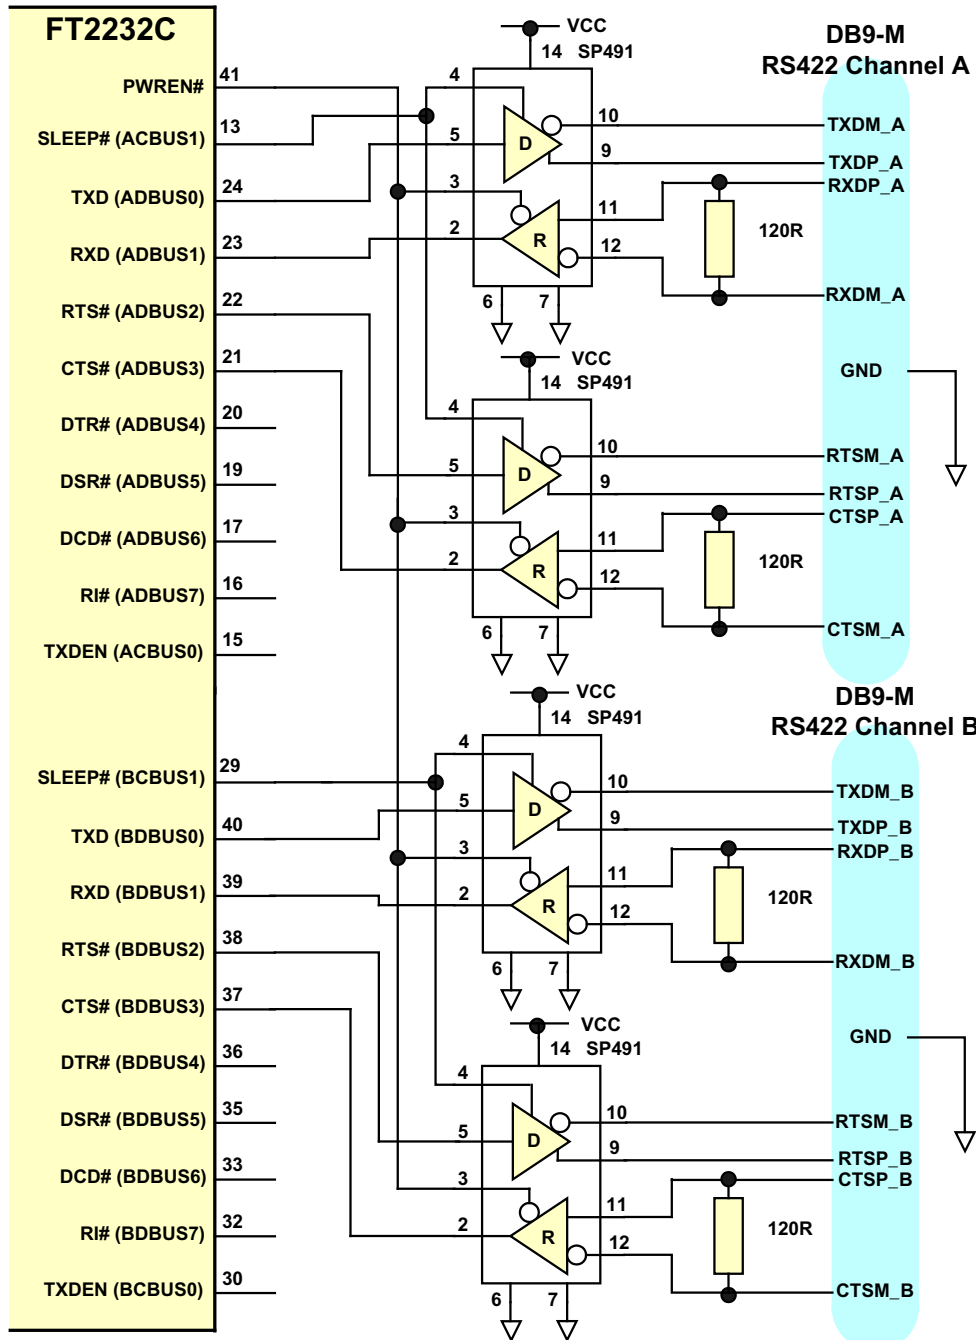 FT2232C
PWREN#
41
SLEEP# (ACBUS1)
13
TXD (ADBUS0)
24
RXD (ADBUS1)
23
RTS# (ADBUS2)
22
CTS# (ADBUS3)
21
DTR# (ADBUS4)
20
DSR# (ADBUS5)
19
DCD# (ADBUS6)
17
RI# (ADBUS7)
16
TXDEN (ACBUS0)
15
SLEEP# (BCBUS1)
29
TXD (BDBUS0)
40
RXD (BDBUS1)
39
RTS# (BDBUS2)
38
CTS# (BDBUS3)
37
DTR# (BDBUS4)
36
DSR# (BDBUS5)
35
DCD# (BDBUS6)
33
RI# (BDBUS7)
32
TXDEN (BCBUS0)
30
VCC
14 SP491
4
5
D
10
9
3
2
R
11
12
6
7
VCC
14 SP491
4
5
D
10
9
3
2
R
11
12
6
7
VCC
14 SP491
4
5
D
10
9
3
2
R
11
12
6
7
VCC
14 SP491
4
5
D
10
9
3
2
R
11
12
6
7
DB9-M
RS422 Channel A
TXDM_A
TXDP_A
RXDP_A
120R
RXDM_A
GND
RTSM_A
RTSP_A
CTSP_A
120R
CTSM_A
DB9-M
RS422 Channel B
TXDM_B
TXDP_B
RXDP_B
120R
RXDM_B
GND
RTSM_B
RTSP_B
CTSP_B
120R
CTSM_B